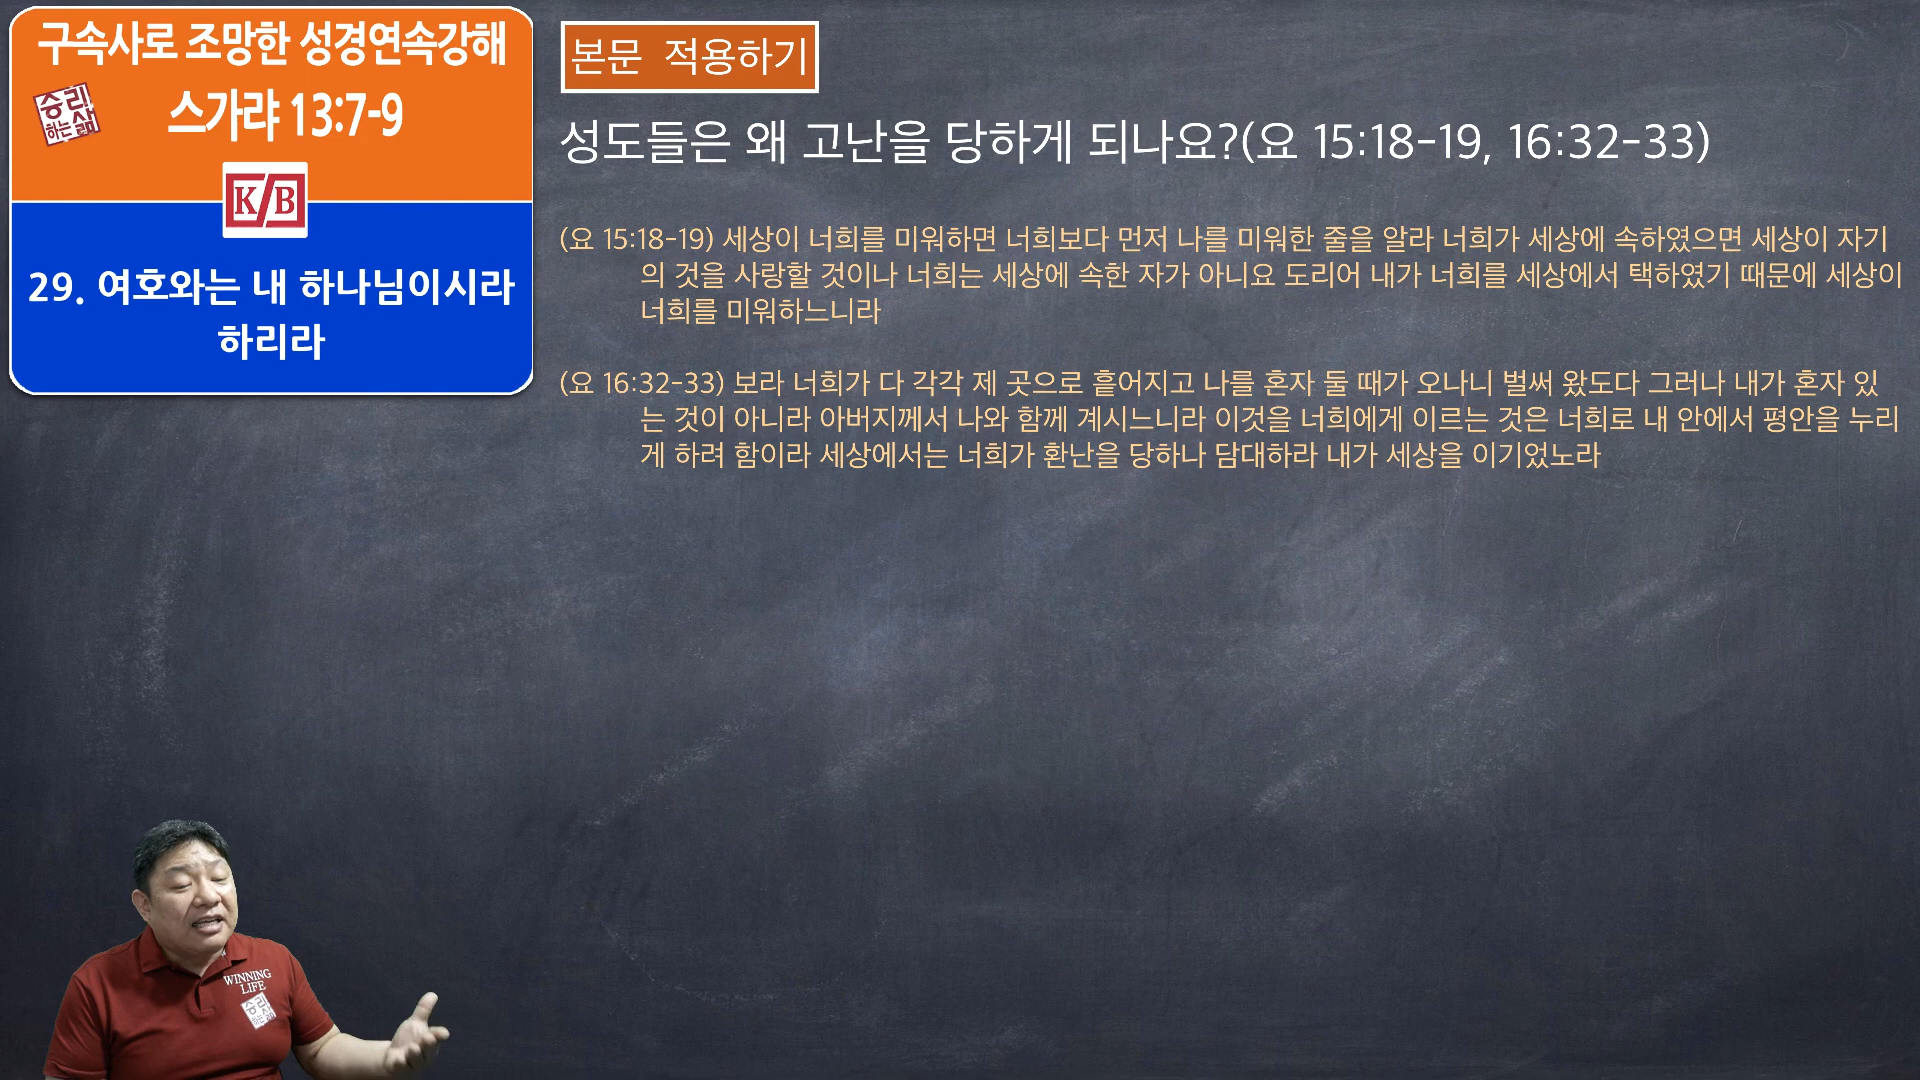 구속사로 조망한 성경연속강해
승리
하는 삶
스가랴 13:7-9
K/B
29. 여호와는 내 하나님이시라
하리라
본문 적용하기
성도들은 왜 고난을 당하게 되나요?(요 15:18-19, 16:32-33)
(요 15:18-19) 세상이 너희를 미워하면 너희보다 먼저 나를 미워한 줄을 알라 너희가 세상에 속하였으면 세상이 자기
의 것을 사랑할 것이나 너희는 세상에 속한 자가 아니요 도리어 내가 너희를 세상에서 택하였기 때문에 세상이
너희를 미워하느니라
(요 16:32-33) 보라 너희가 다 각각 제 곳으로 흩어지고 나를 혼자 둘 때가 오나니 벌써 왔도다 그러나 내가 혼자 있
는 것이 아니라 아버지께서 나와 함께 계시느니라 이것을 너희에게 이르는 것은 너희로 내 안에서 평안을 누리
게 하려 함이라 세상에서는 너희가 환난을 당하나 담대하라 내가 세상을 이기었노라
WINNING
LIFE
승리
하는 삶